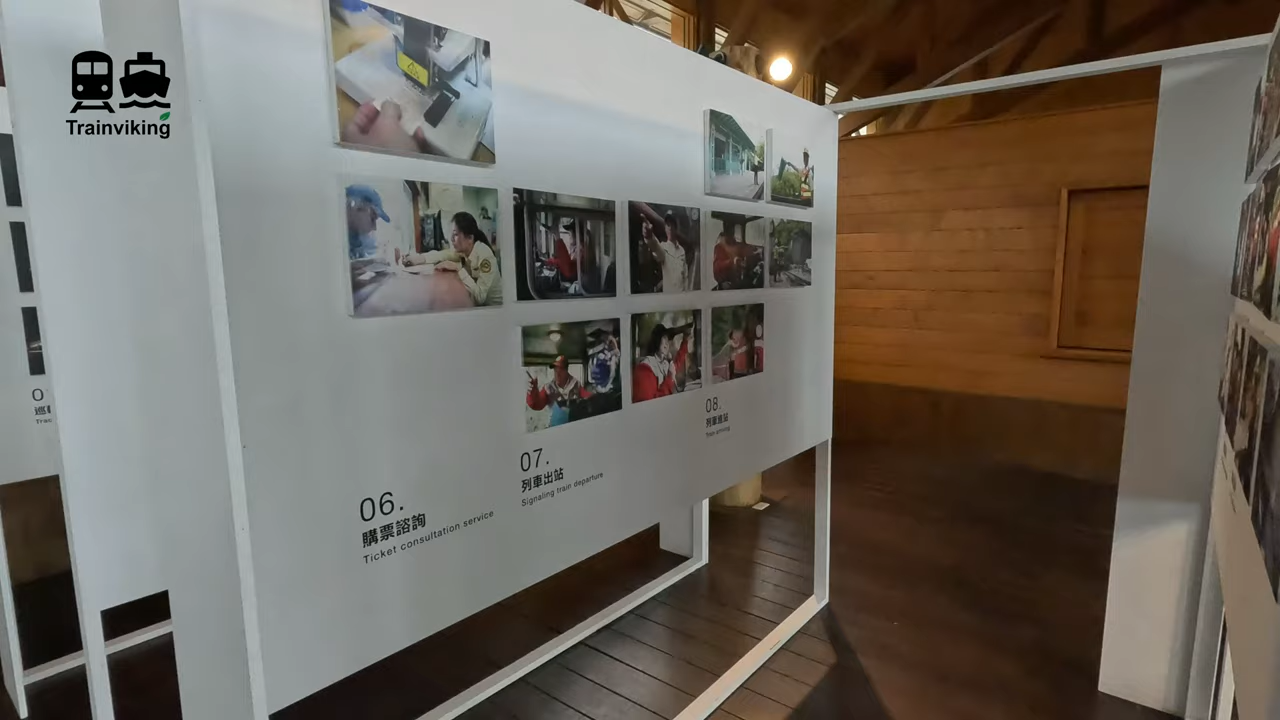 Trainviking
06.
購票諮詢
Ticket consultation service
07.
列車出站
Signaling train departure
08.